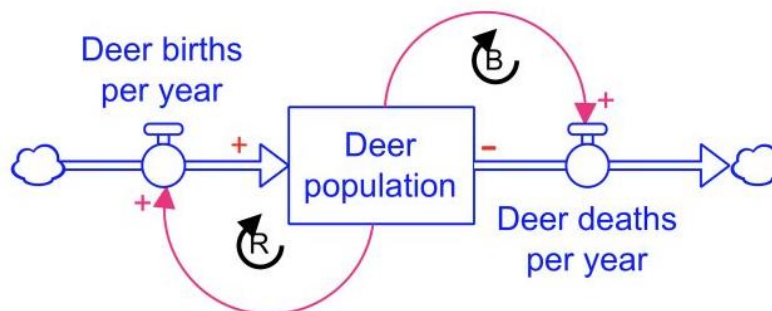 Deer births
per year
B
+
+
Deer
population
-
+
R
Deer deaths
per year